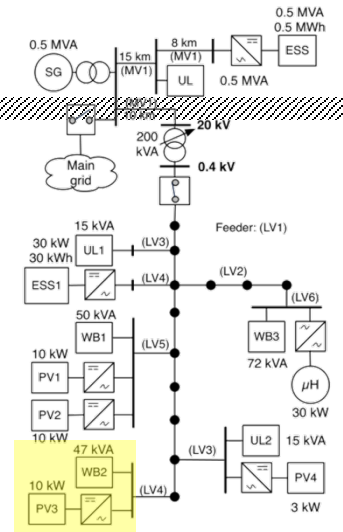 0.5 MVA
0.5 MWh
0.5 MVA
15 km
8 km
SG
(MV1)
(MV1)
ESS
UL
0.5 MVA
(MV1)
10 km
20 kV
200
kVA
Main
grid
0.4 kV
15 kVA
Feeder: (LV1)
30 kW
30 kWh
UL1
(LV3)
ESS1
(LV4)
(LV2)
(LV6)
50 kVA
WB1
(LV5)
WB3
10 kW
72 kVA
PV1
µH
PV2
30 kW
10 kW
47 kVA
WB2
(LV3)
UL2
15 kVA
10 kW
PV3
(LV4)
PV4
3 kW